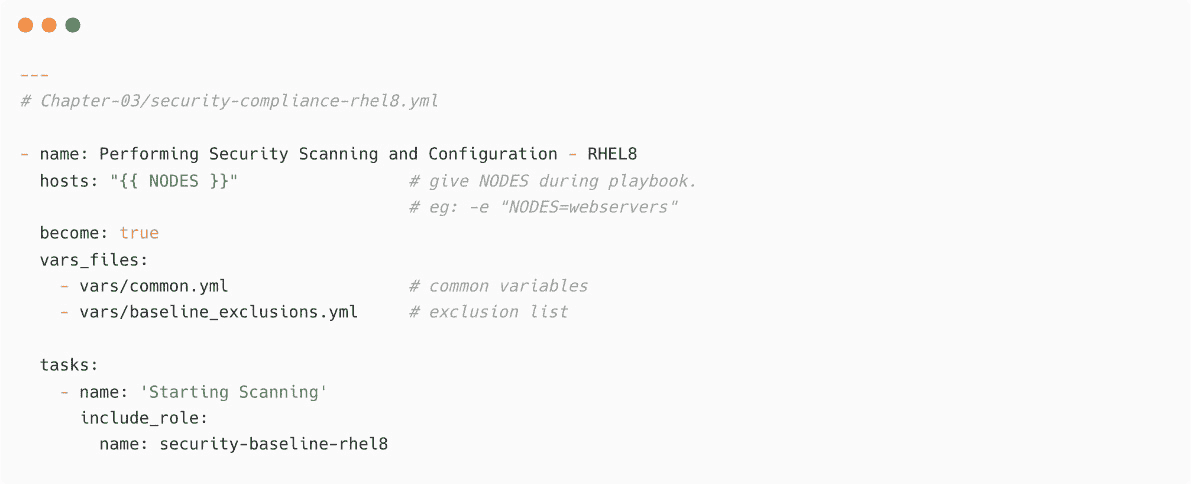 ---
# Chapter-03/security-compliance-rhel8.yml
- name: Performing Security Scanning and Configuration - RHEL8
  hosts: "{{ NODES }}"                 # give NODES during playbook.
                                       # eg: -e "NODES=webservers"
  become: true
  vars_files:
    - vars/common.yml                  # common variables
    - vars/baseline_exclusions.yml     # exclusion list
  tasks:
    - name: 'Starting Scanning'
      include_role:
        name: security-baseline-rhel8